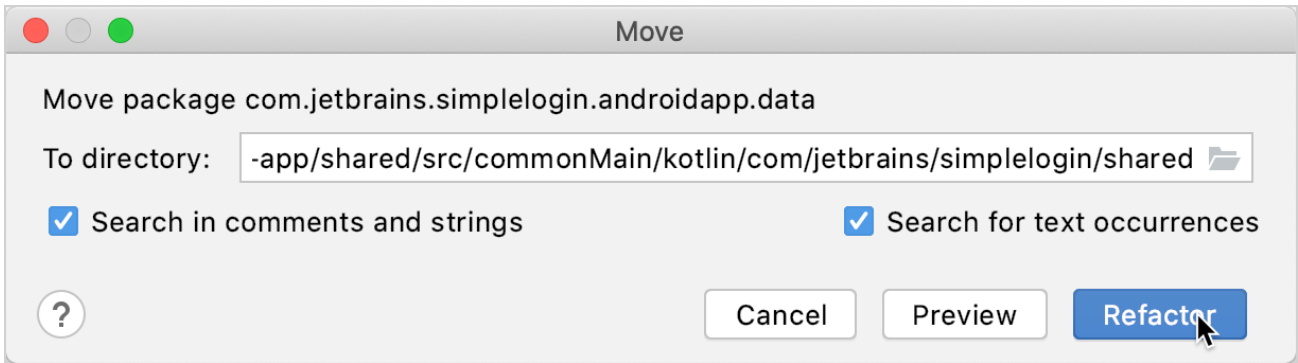 Move
Move package com.jetbrains.simplelogin.androidapp.data
To directory: -app/shared/src/commonMain/kotlin/com/jetbrains/simplelogin/shared
Search in comments and strings Search for text occurrences
? Cancel Preview Refactor